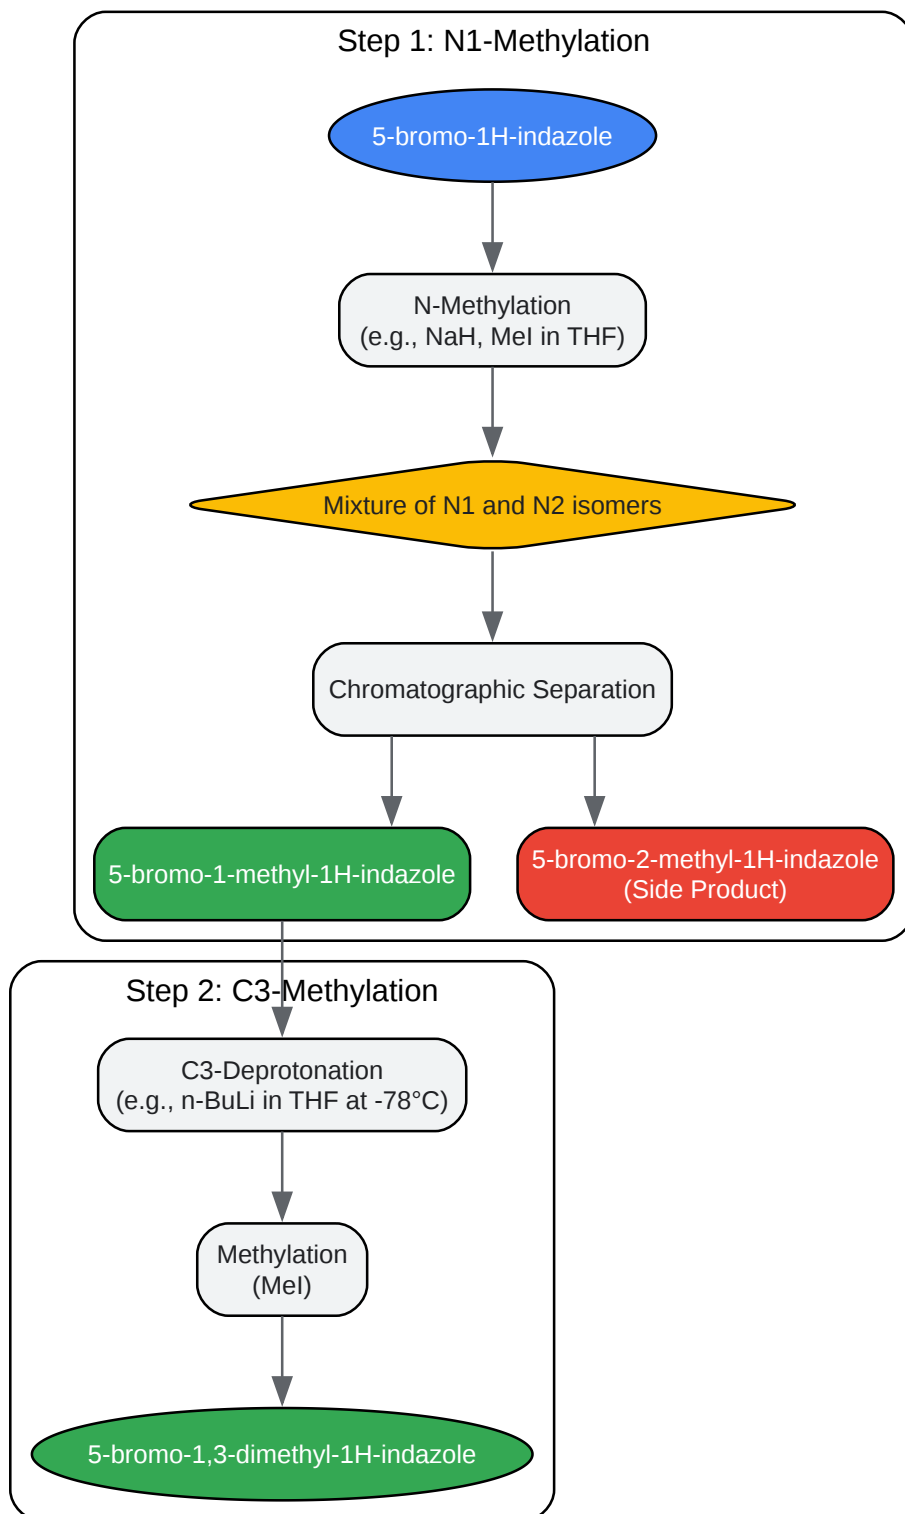 Step 1: N1-Methylation
5-bromo-1H-indazole
N-Methylation
(e.g., NaH, MeI in THF)
Mixture of N1 and N2 isomers
Chromatographic Separation
5-bromo-1-methyl-1H-indazole
5-bromo-2-methyl-1H-indazole
(Side Product)
Step 2: C3-Methylation
C3-Deprotonation
(e.g., n-BuLi in THF at -78°C)
Methylation
(MeI)
5-bromo-1,3-dimethyl-1H-indazole